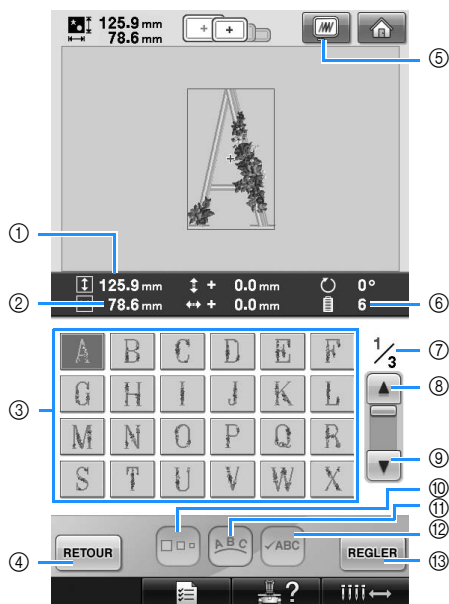 125.9 mm
78.6 mm
⑤
①
125.9 mm + 0.0 mm 0°
② 78.6 mm + 0.0 mm 6 ⑥
A B C D E F 1/3 ⑦
③ G H I J K L ⑧
M N O P Q R
S T U V W X ⑨
⑩
⑪
A B C ✓ABC ⑫
④ RETOUR REGLER ⑬
?